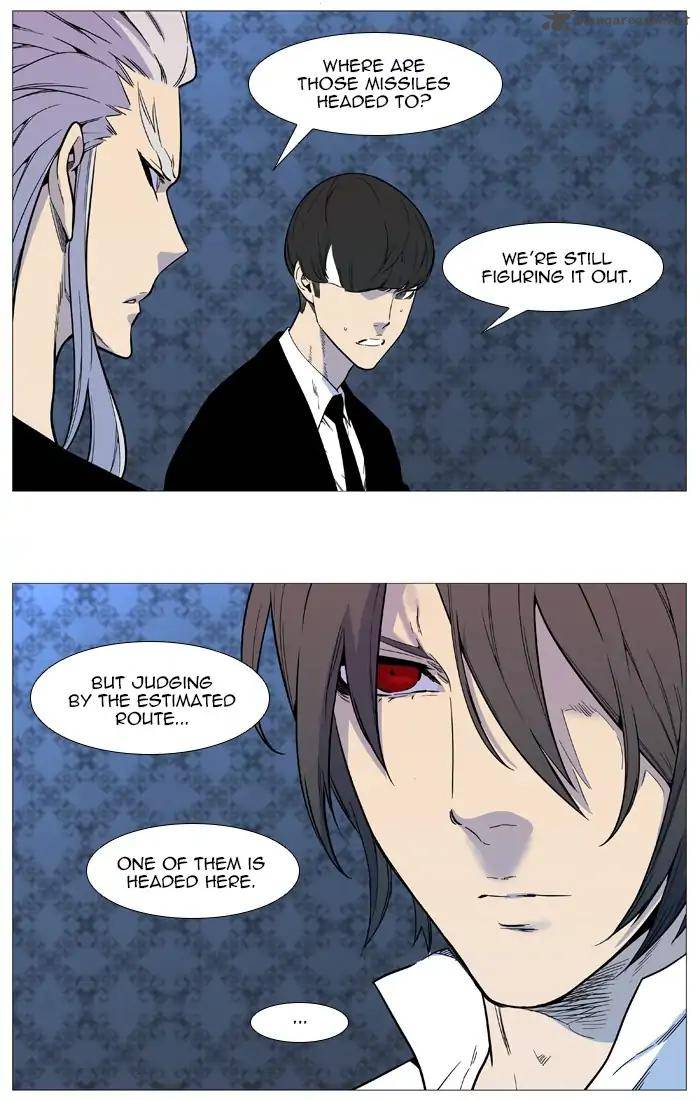 WHERE ARE
THOSE MISSILES
HEADED TO?
WE'RE STILL
FIGURING IT OUT.
BUT JUDGING
BY THE ESTIMATED
ROUTE...
ONE OF THEM IS
HEADED HERE.
...